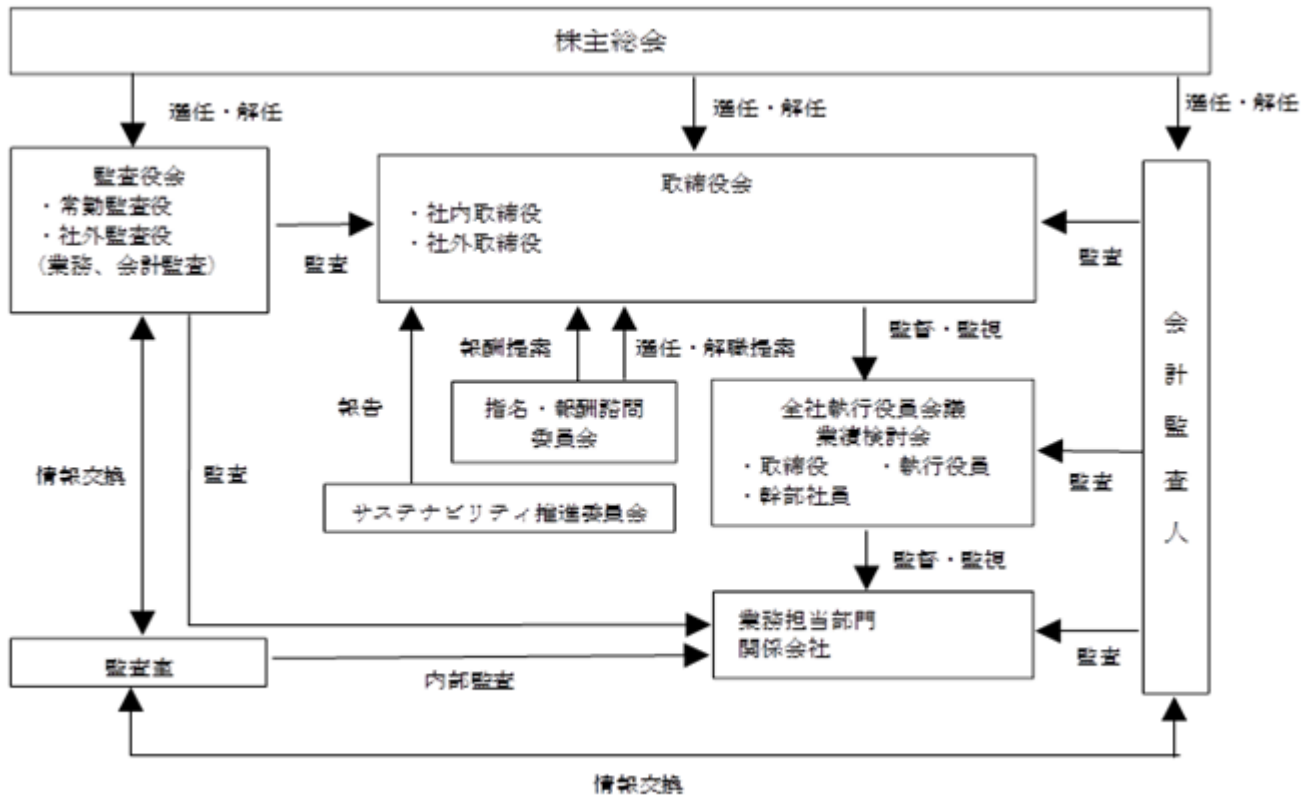 株主総会
選任・解任
選任・解任
選任・解任
監査役会
・常勤監査役
・社外監査役
(業務、会計監査)
監査
取締役会
・社内取締役
・社外取締役
監査
会計監査人
報告
報酬提案
選任・解職提案
監督・監視
指名・報酬諮問
委員会
サステナビリティ推進委員会
全社執行役員会議
業績検討会
・取締役 ・執行役員
・幹部社員
監査
情報交換
監査
監督・監視
業務担当部門
関係会社
監査
監査室
内部監査
情報交換